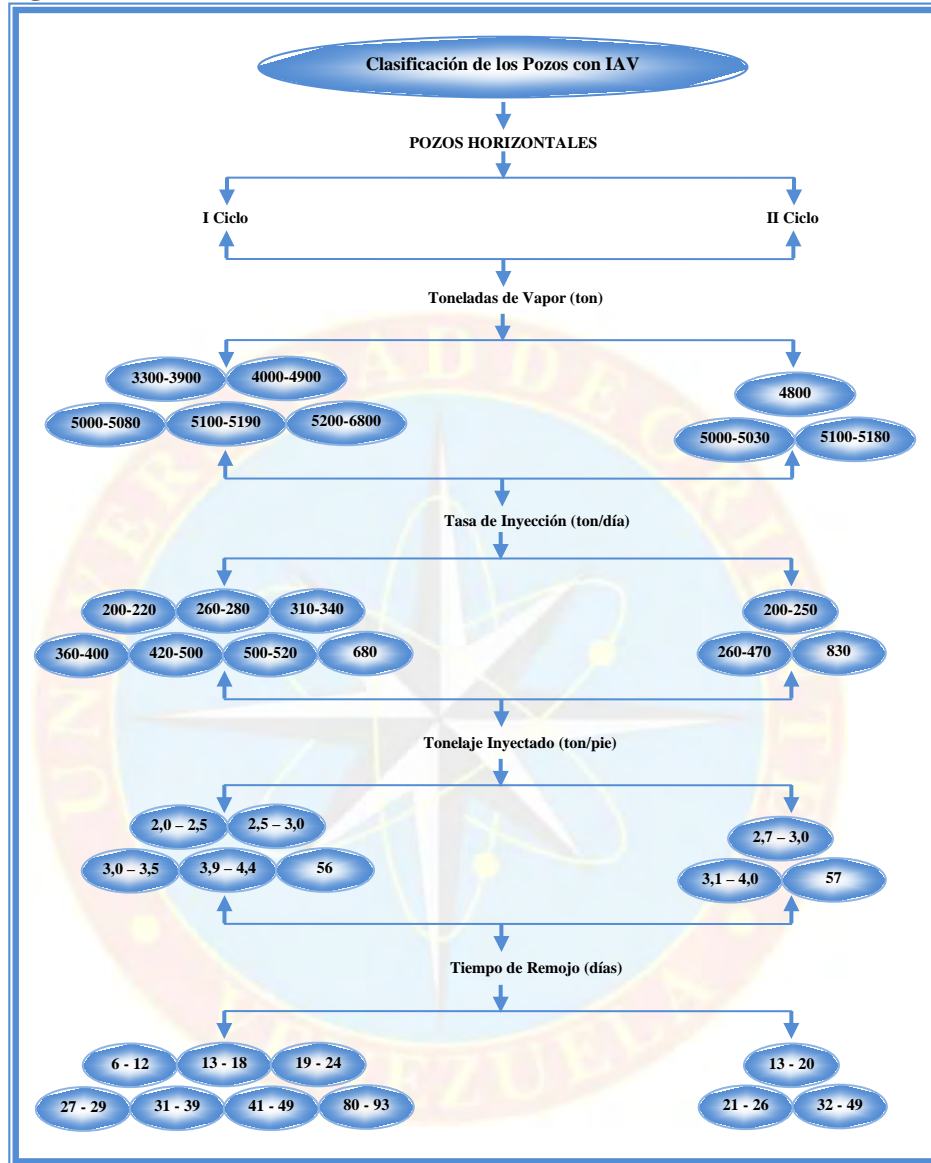 Clasificación de los Pozos con IAV
POZOS HORIZONTALES
I Ciclo II Ciclo
Toneladas de Vapor (ton)
3300-3900 4000-4900
4800
5000-5080 5100-5190 5200-6800
5000-5030 5100-5180
Tasa de Inyección (ton/día)
200-220 260-280 310-340 200-250
360-400 420-500 500-520 680 260-470 830
Tonelaje Inyectado (ton/pie)
2,0 – 2,5 2,5 – 3,0
2,7 – 3,0
3,0 – 3,5 3,9 – 4,4 56
3,1 – 4,0 57
Tiempo de Remojo (días)
6 - 12 13 - 18 19 - 24 13 - 20
27 - 29 31 - 39 41 - 49 80 - 93 21 - 26 32 - 49
UNIVERSIDAD DE ORIENTE
VENEZUELA